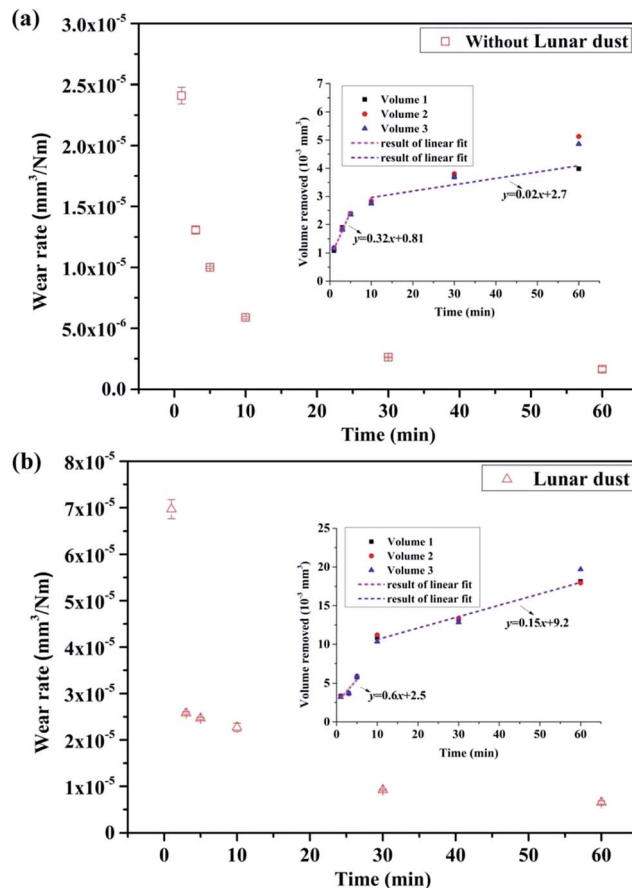 (a)
3.0x10⁻⁵
2.5x10⁻⁵
2.0x10⁻⁵
1.5x10⁻⁵
1.0x10⁻⁵
5.0x10⁻⁶
0.0
Wear rate (mm³/Nm)
Without Lunar dust
7
6
5
4
3
2
1
0
Volume removed (10⁻³ mm³)
Volume 1
Volume 2
Volume 3
result of linear fit
result of linear fit
y=0.32x+0.81
y=0.02x+2.7
0 10 20 30 40 50 60
Time (min)
0 10 20 30 40 50 60
Time (min)
(b)
8x10⁻⁵
7x10⁻⁵
6x10⁻⁵
5x10⁻⁵
4x10⁻⁵
3x10⁻⁵
2x10⁻⁵
1x10⁻⁵
0
Wear rate (mm³/Nm)
Lunar dust
25
20
15
10
5
0
Volume removed (10⁻³ mm³)
Volume 1
Volume 2
Volume 3
result of linear fit
result of linear fit
y=0.15x+9.2
y=0.6x+2.5
0 10 20 30 40 50 60
Time (min)
0 10 20 30 40 50 60
Time (min)